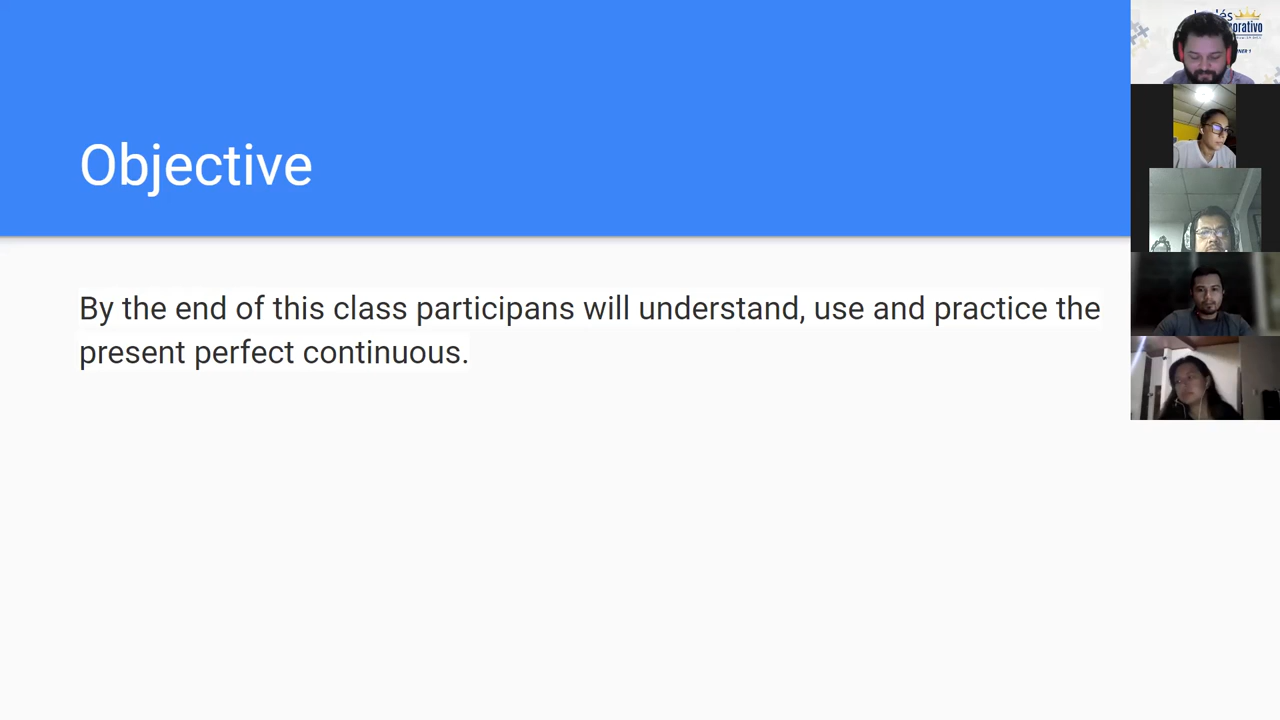 Objective
By the end of this class participans will understand, use and practice the
present perfect continuous.